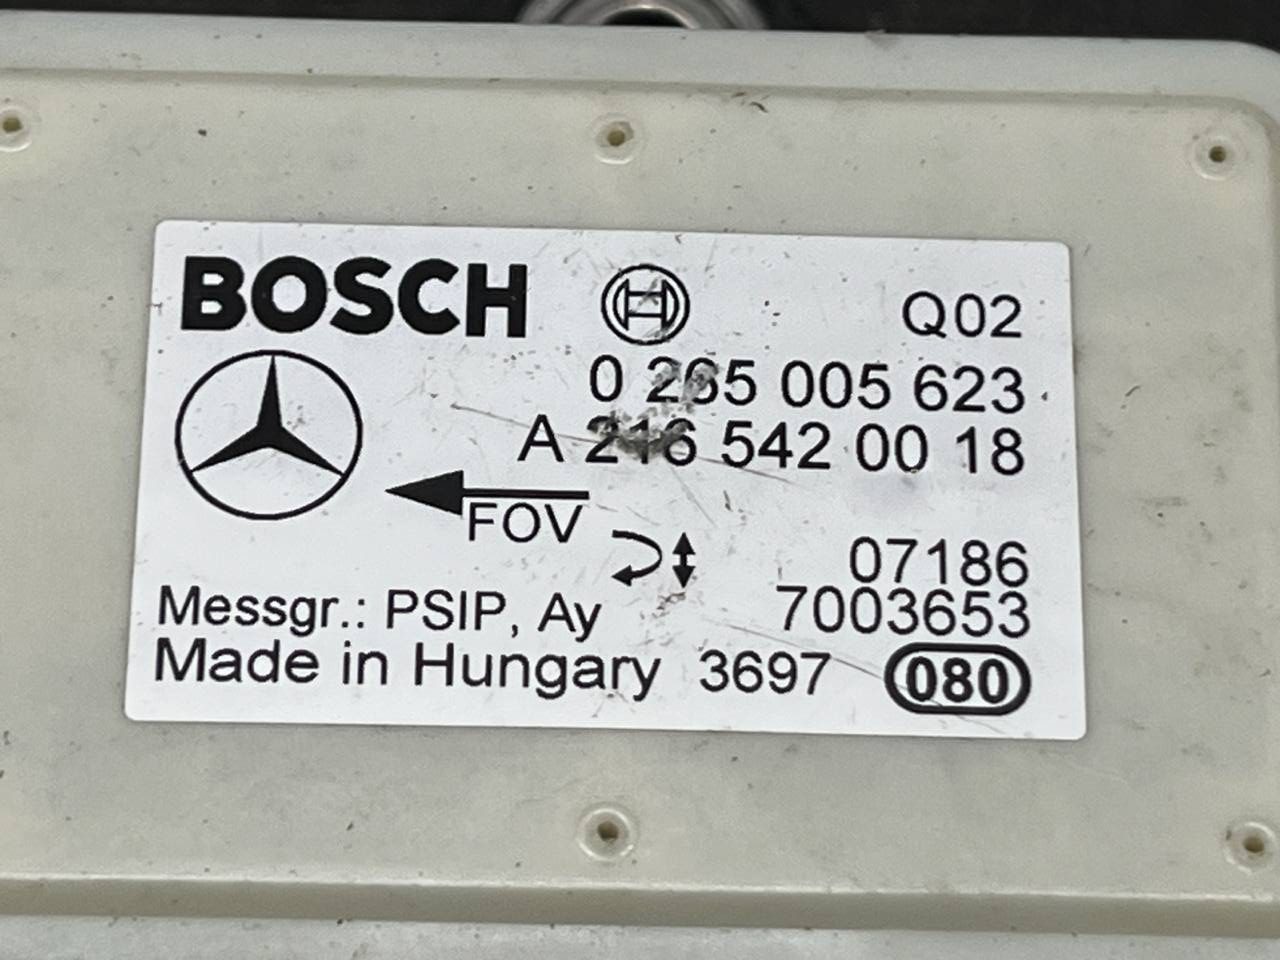 BOSCH Q02
0 265 005 623
A 216 542 00 18
FOV
07186
Messgr.: PSIP, Ay 7003653
Made in Hungary 3697 080